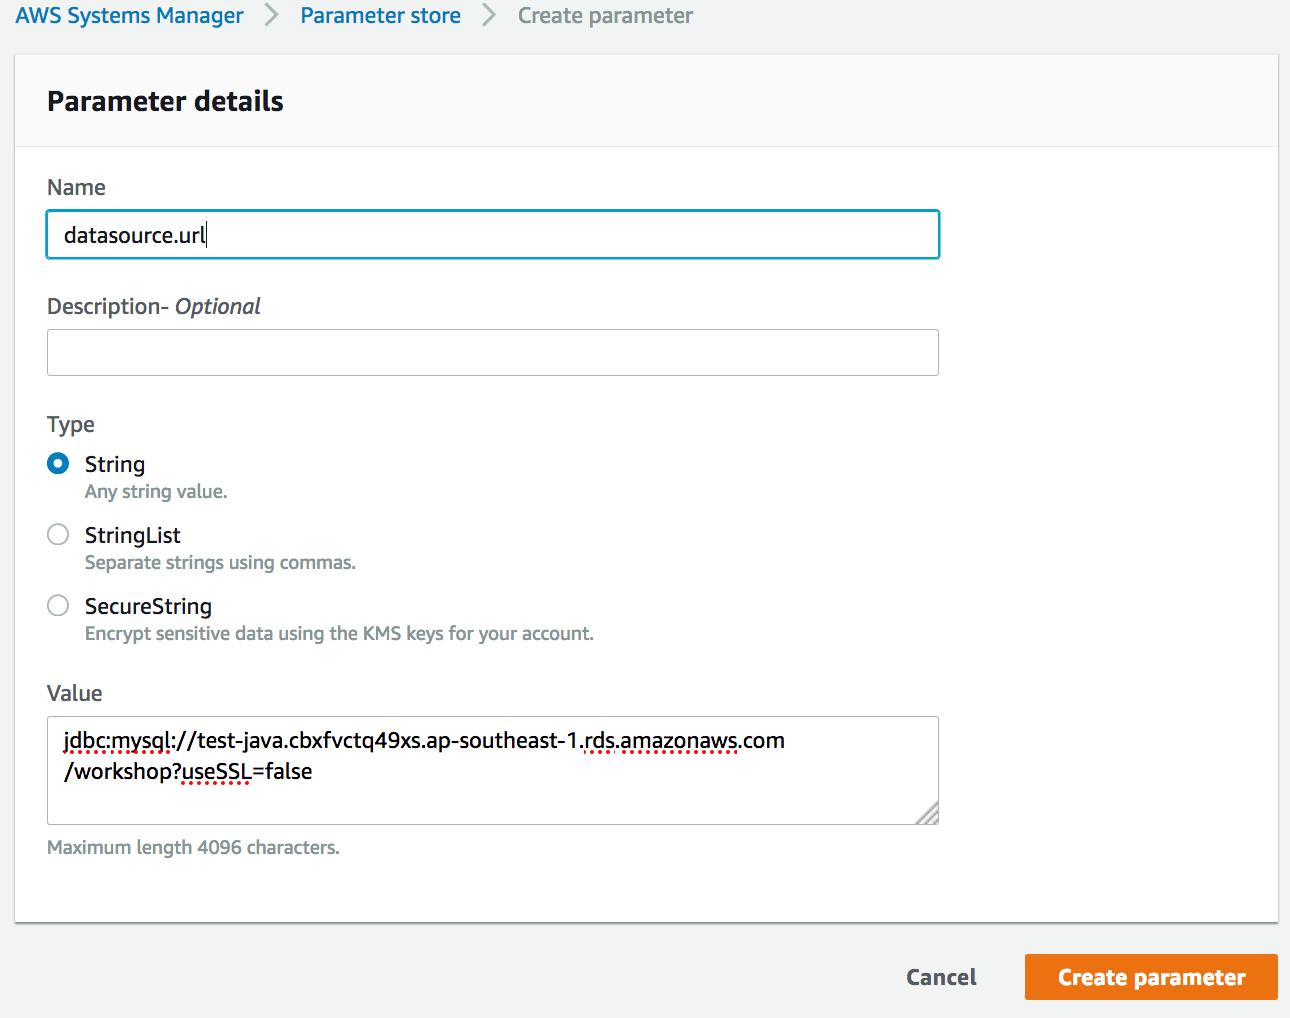 AWS Systems Manager > Parameter store > Create parameter
Parameter details
Name
datasource.url
Description- Optional
Type
String
Any string value.
StringList
Separate strings using commas.
SecureString
Encrypt sensitive data using the KMS keys for your account.
Value
jdbc:mysql://test-java.cbxfvctq49xs.ap-southeast-1.rds.amazonaws.com
/workshop?useSSL=false
Maximum length 4096 characters.
Cancel Create parameter